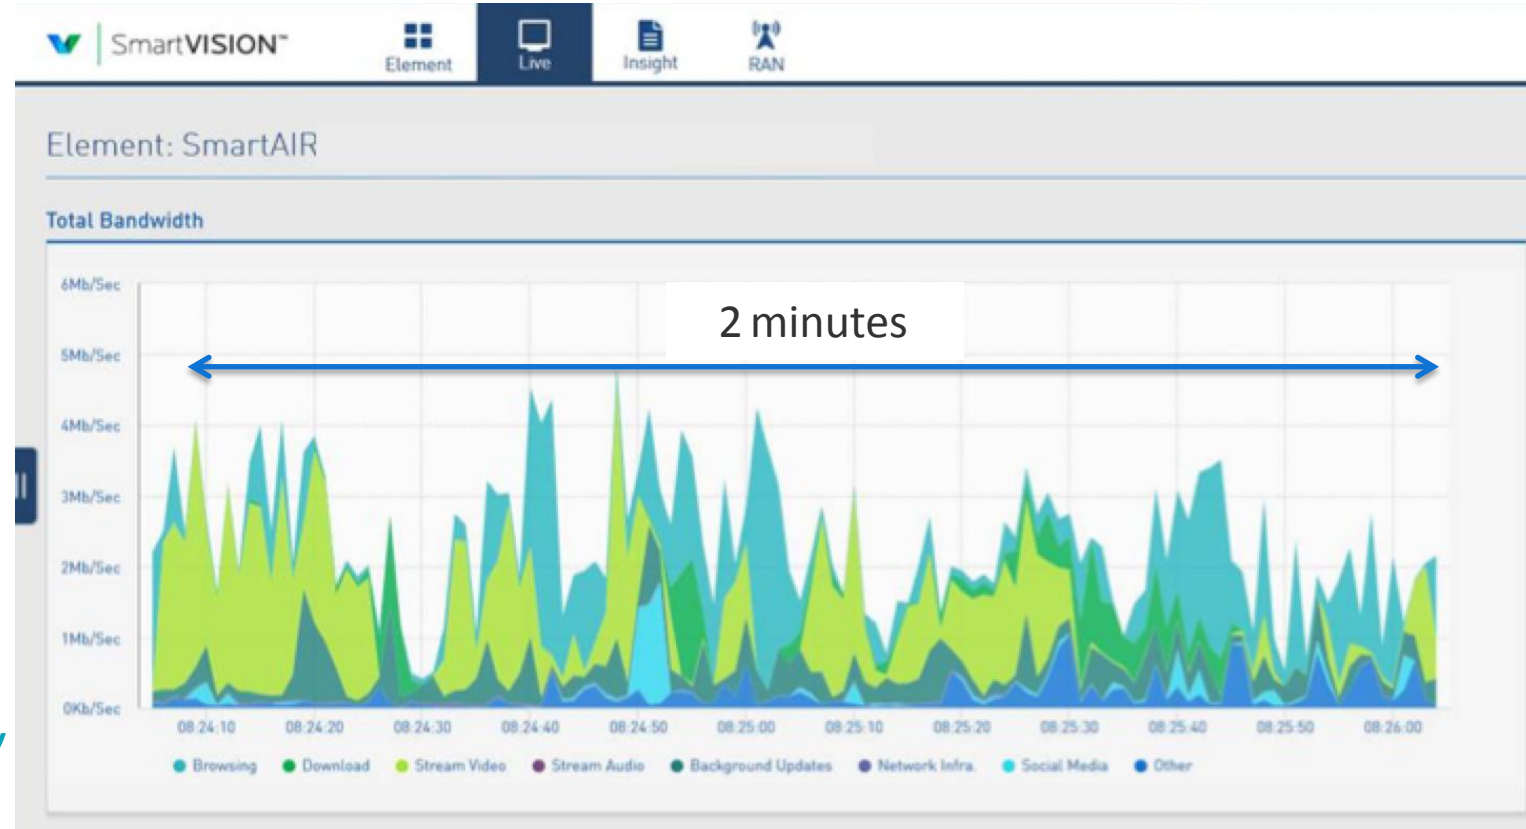 SmartVISION™
Element
Live
Insight
RAN
Element: SmartAIR
Total Bandwidth
6Mb/Sec
5Mb/Sec
4Mb/Sec
3Mb/Sec
2Mb/Sec
1Mb/Sec
0Kb/Sec
2 minutes
08:24:10 08:24:20 08:24:30 08:24:40 08:24:50 08:25:00 08:25:10 08:25:20 08:25:30 08:25:40 08:25:50 08:26:00
Browsing Download Stream Video Stream Audio Background Updates Network Infra. Social Media Other